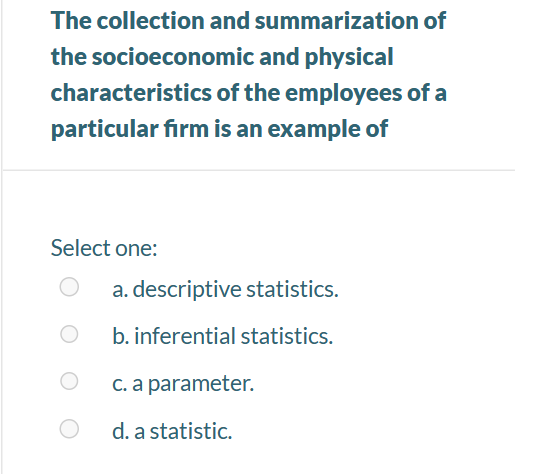 The collection and summarization of
the socioeconomic and physical
characteristics of the employees of a
particular firm is an example of
Select one:
a. descriptive statistics.
b. inferential statistics.
c. a parameter.
d. a statistic.